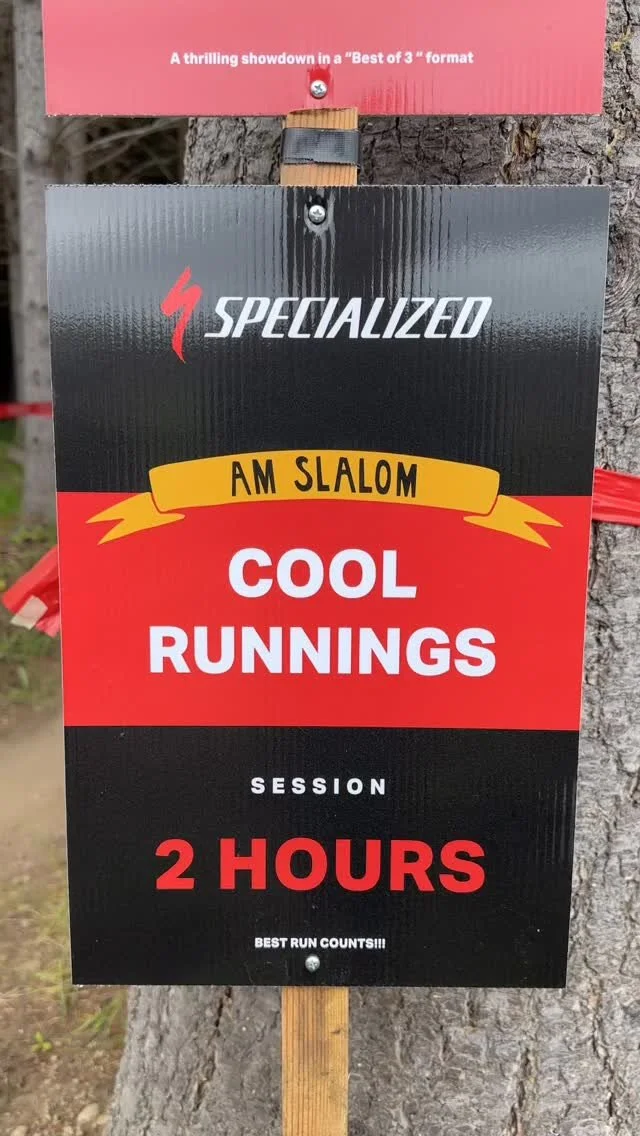 A thrilling showdown in a "Best of 3 " format
SPECIALIZED
AM SLALOM
COOL
RUNNINGS
SESSION
2 HOURS
BEST RUN COUNTS!!!